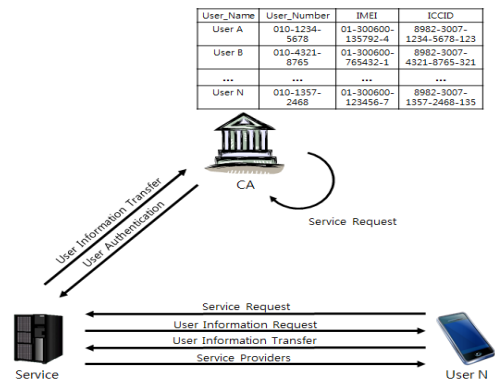 User_Name User_Number IMEI ICCID
User A 010-1234-5678 01-300600-135792-4 8982-3007-1234-5678-123
User B 010-4321-8765 01-300600-765432-1 8982-3007-4321-8765-321
... ... ... ...
User N 010-1357-2468 01-300600-123456-7 8982-3007-1357-2468-135
CA
Service Request
User Information Transfer
User Authentication
Service Request
User Information Request
User Information Transfer
Service Providers
Service
User N